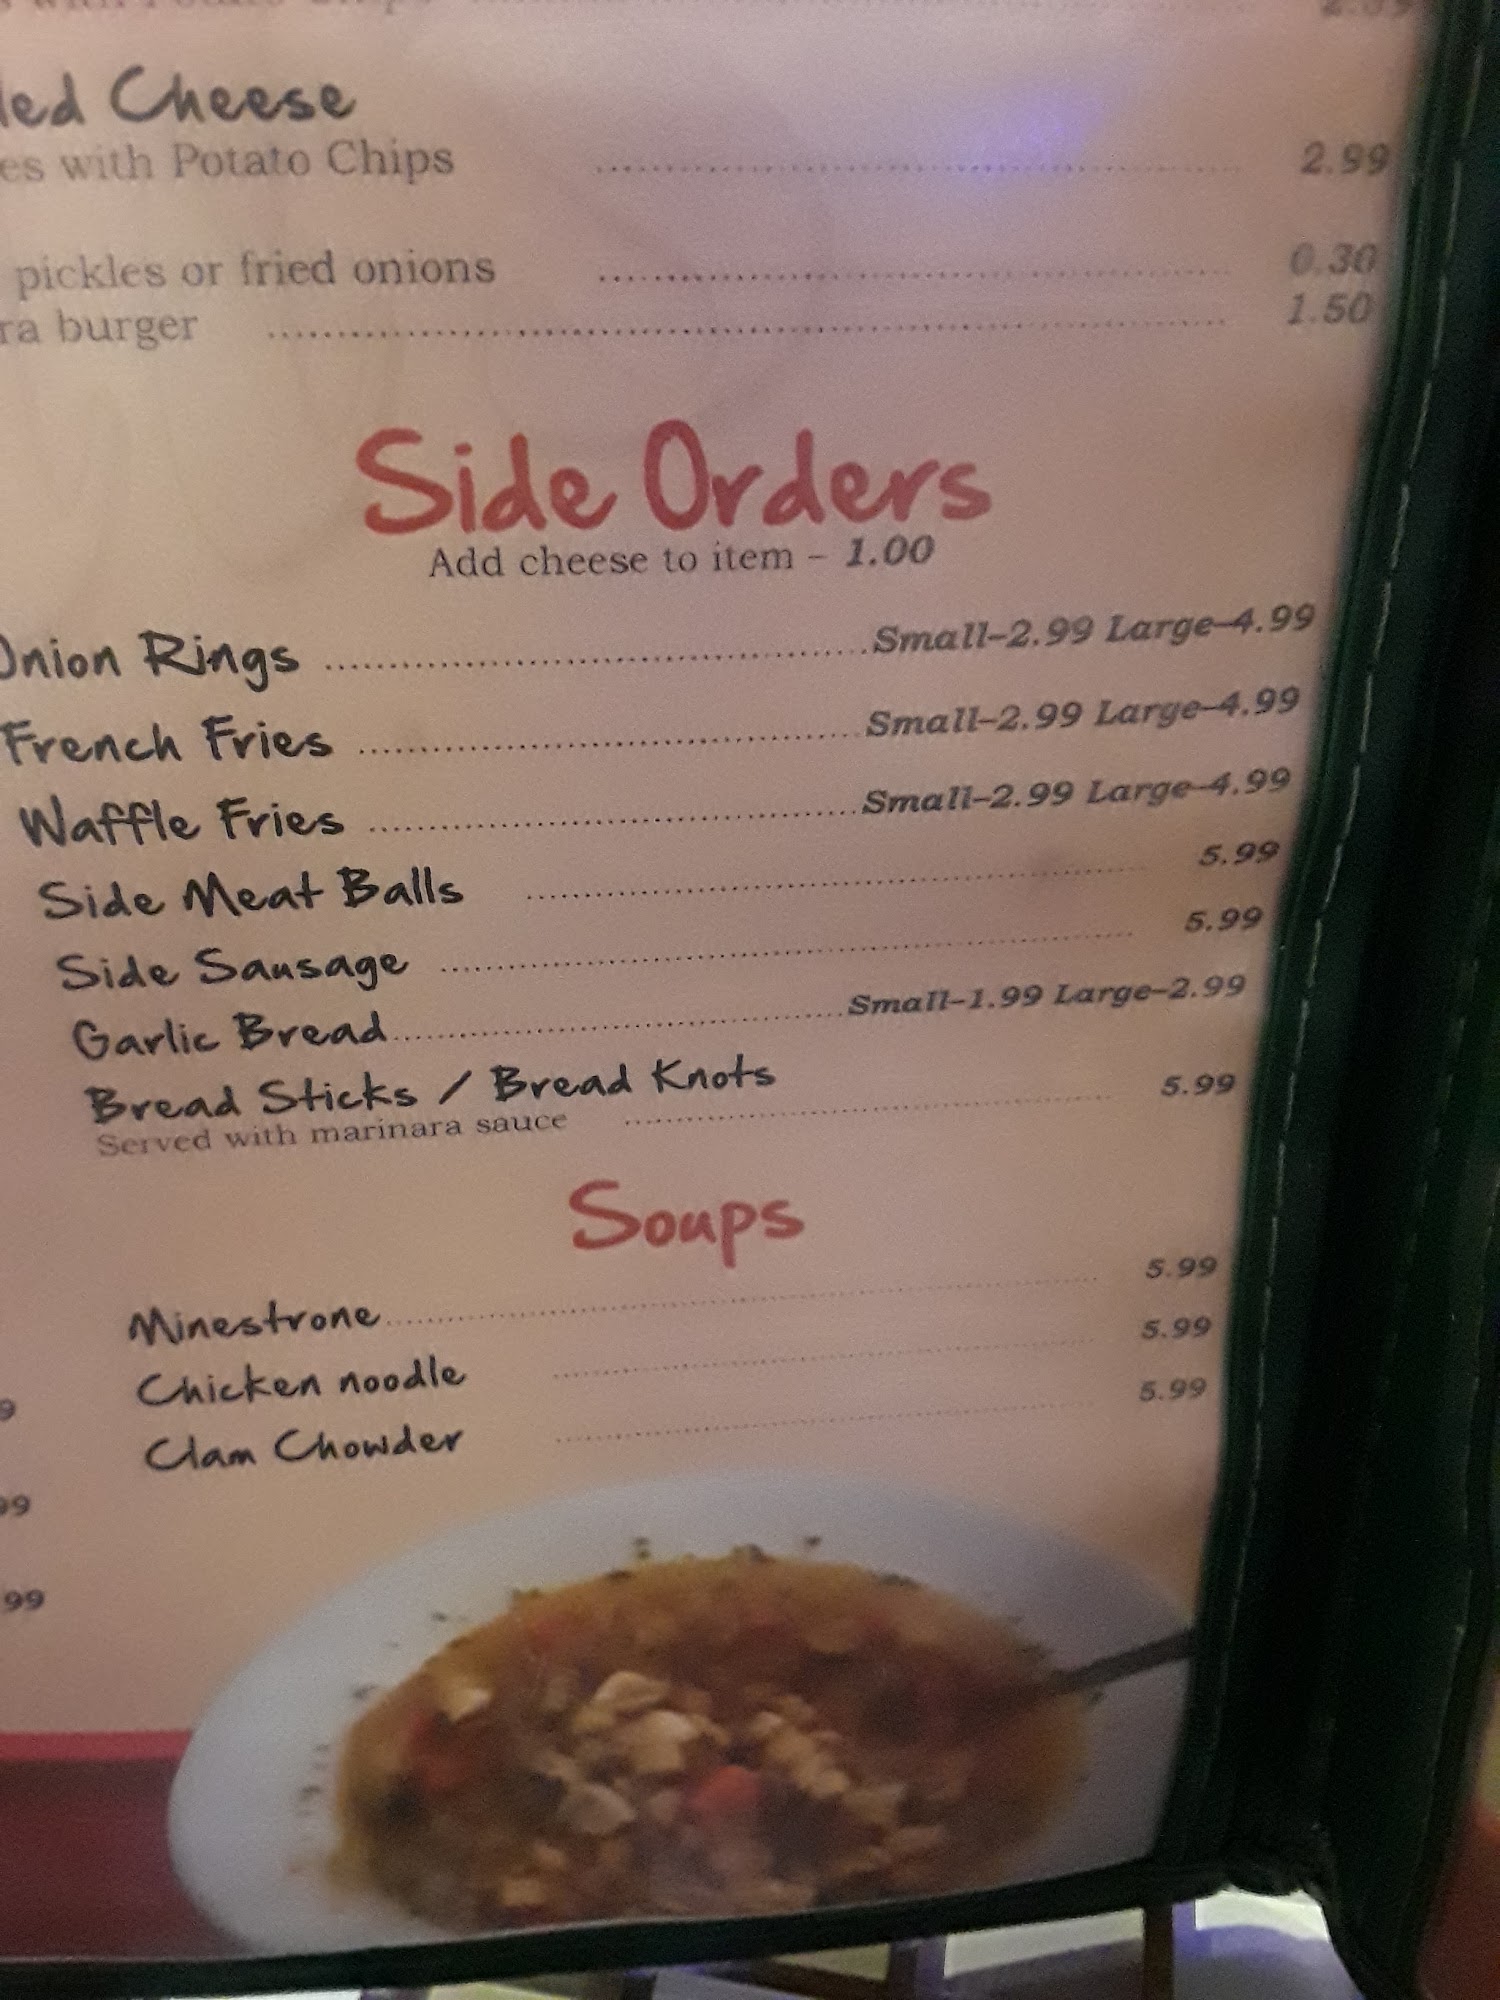 Cheese
with Potato Chips .......... 2.99
pickles or fried onions .......... 0.30
burger .......... 1.50
Side Orders
Add cheese to item – 1.00
Onion Rings .......... Small–2.99 Large–4.99
French Fries .......... Small–2.99 Large–4.99
Waffle Fries .......... Small–2.99 Large–4.99
Side Meat Balls .......... 5.99
Side Sausage .......... 5.99
Garlic Bread .......... Small–1.99 Large–2.99
Bread Sticks / Bread Knots
Served with marinara sauce .......... 5.99
Soups
Minestrone .......... 5.99
Chicken noodle .......... 5.99
Clam Chowder .......... 5.99